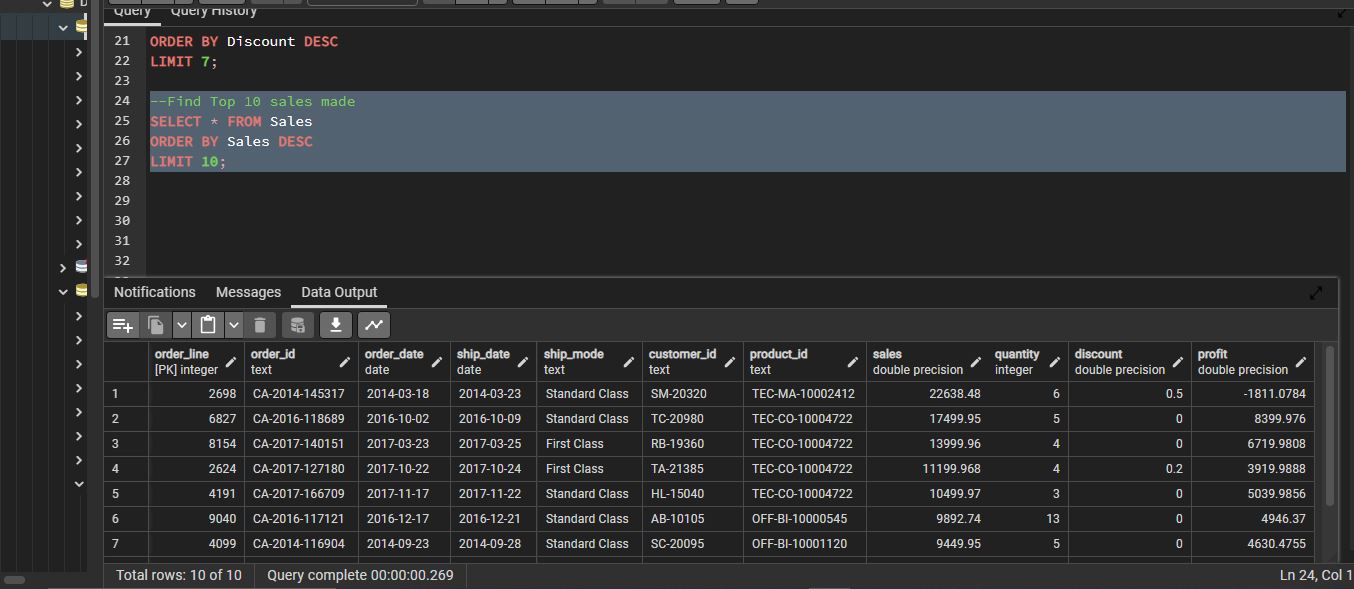 Query Query History
21 ORDER BY Discount DESC
22 LIMIT 7;
23
24 --Find Top 10 sales made
25 SELECT * FROM Sales
26 ORDER BY Sales DESC
27 LIMIT 10;
28
29
30
31
32
Notifications Messages Data Output
order_line order_id order_date ship_date ship_mode customer_id product_id sales quantity discount profit
[PK] integer text date date text text text double precision integer double precision double precision
1 2698 CA-2014-145317 2014-03-18 2014-03-23 Standard Class SM-20320 TEC-MA-10002412 22638.48 6 0.5 -1811.0784
2 6827 CA-2016-118689 2016-10-02 2016-10-09 Standard Class TC-20980 TEC-CO-10004722 17499.95 5 0 8399.976
3 8154 CA-2017-140151 2017-03-23 2017-03-25 First Class RB-19360 TEC-CO-10004722 13999.96 4 0 6719.9808
4 2624 CA-2017-127180 2017-10-22 2017-10-24 First Class TA-21385 TEC-CO-10004722 11199.968 4 0.2 3919.9888
5 4191 CA-2017-166709 2017-11-17 2017-11-22 Standard Class HL-15040 TEC-CO-10004722 10499.97 3 0 5039.9856
6 9040 CA-2016-117121 2016-12-17 2016-12-21 Standard Class AB-10105 OFF-BI-10000545 9892.74 13 0 4946.37
7 4099 CA-2014-116904 2014-09-23 2014-09-28 Standard Class SC-20095 OFF-BI-10001120 9449.95 5 0 4630.4755
Total rows: 10 of 10 Query complete 00:00:00.269 Ln 24, Col 1